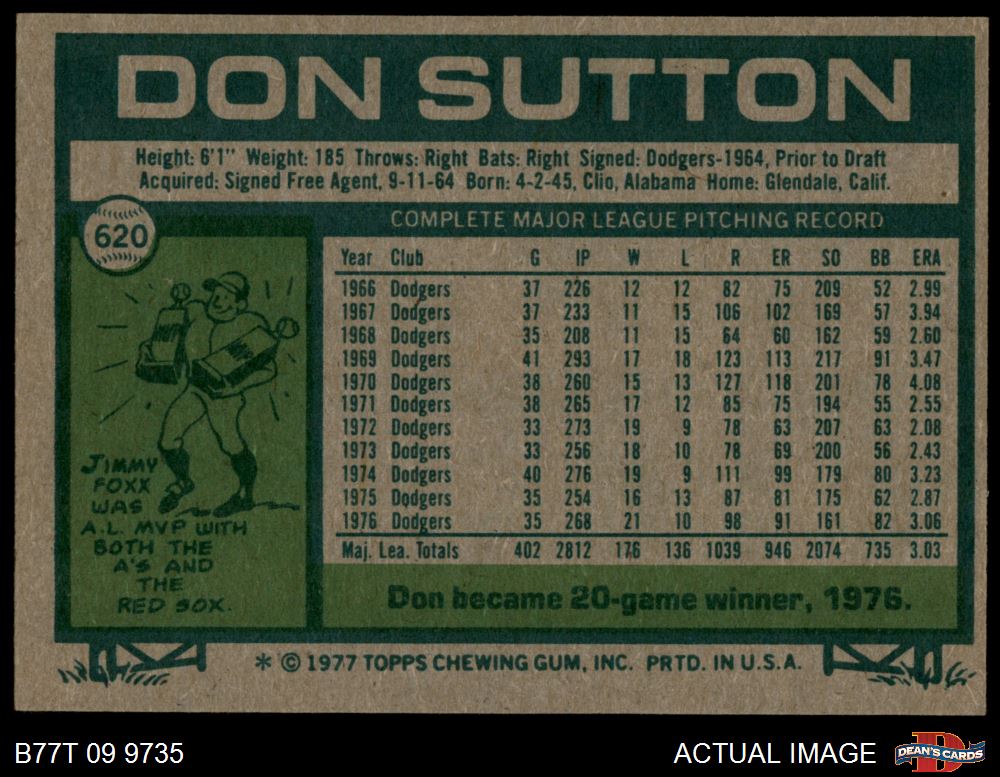 DON SUTTON
Height: 6'1" Weight: 185 Throws: Right Bats: Right Signed: Dodgers-1964, Prior to Draft
Acquired: Signed Free Agent, 9-11-64 Born: 4-2-45, Clio, Alabama Home: Glendale, Calif.
620
COMPLETE MAJOR LEAGUE PITCHING RECORD
Year Club G IP W L R ER SO BB ERA
1966 Dodgers 37 226 12 12 82 75 209 52 2.99
1967 Dodgers 37 233 11 15 106 102 169 57 3.94
1968 Dodgers 35 208 11 15 64 60 162 59 2.60
1969 Dodgers 41 293 17 18 123 113 217 91 3.47
1970 Dodgers 38 260 15 13 127 118 201 78 4.08
1971 Dodgers 38 265 17 12 85 75 194 55 2.55
1972 Dodgers 33 273 19 9 78 63 207 63 2.08
1973 Dodgers 33 256 18 10 78 69 200 56 2.43
1974 Dodgers 40 276 19 9 111 99 179 80 3.23
1975 Dodgers 35 254 16 13 87 81 175 62 2.87
1976 Dodgers 35 268 21 10 98 91 161 82 3.06
Maj. Lea. Totals 402 2812 176 136 1039 946 2074 735 3.03
Don became 20-game winner, 1976.
JIMMY
FOXX
WAS
A.L. MVP WITH
BOTH THE
A'S AND
THE
RED SOX.
* © 1977 TOPPS CHEWING GUM, INC. PRTD. IN U.S.A.
B77T 09 9735
ACTUAL IMAGE
DEAN'S CARDS